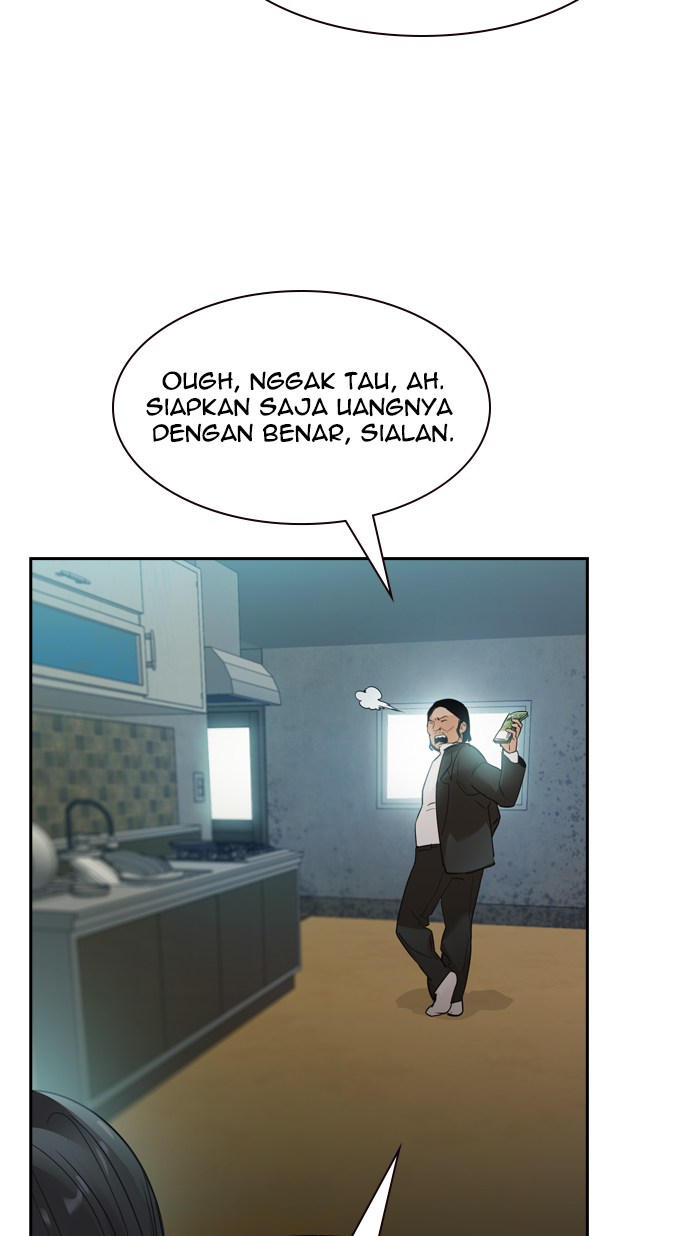 OUGH, NGGAK TAU, AH.
SIAPKAN SAJA UANGNYA
DENGAN BENAR, SIALAN.